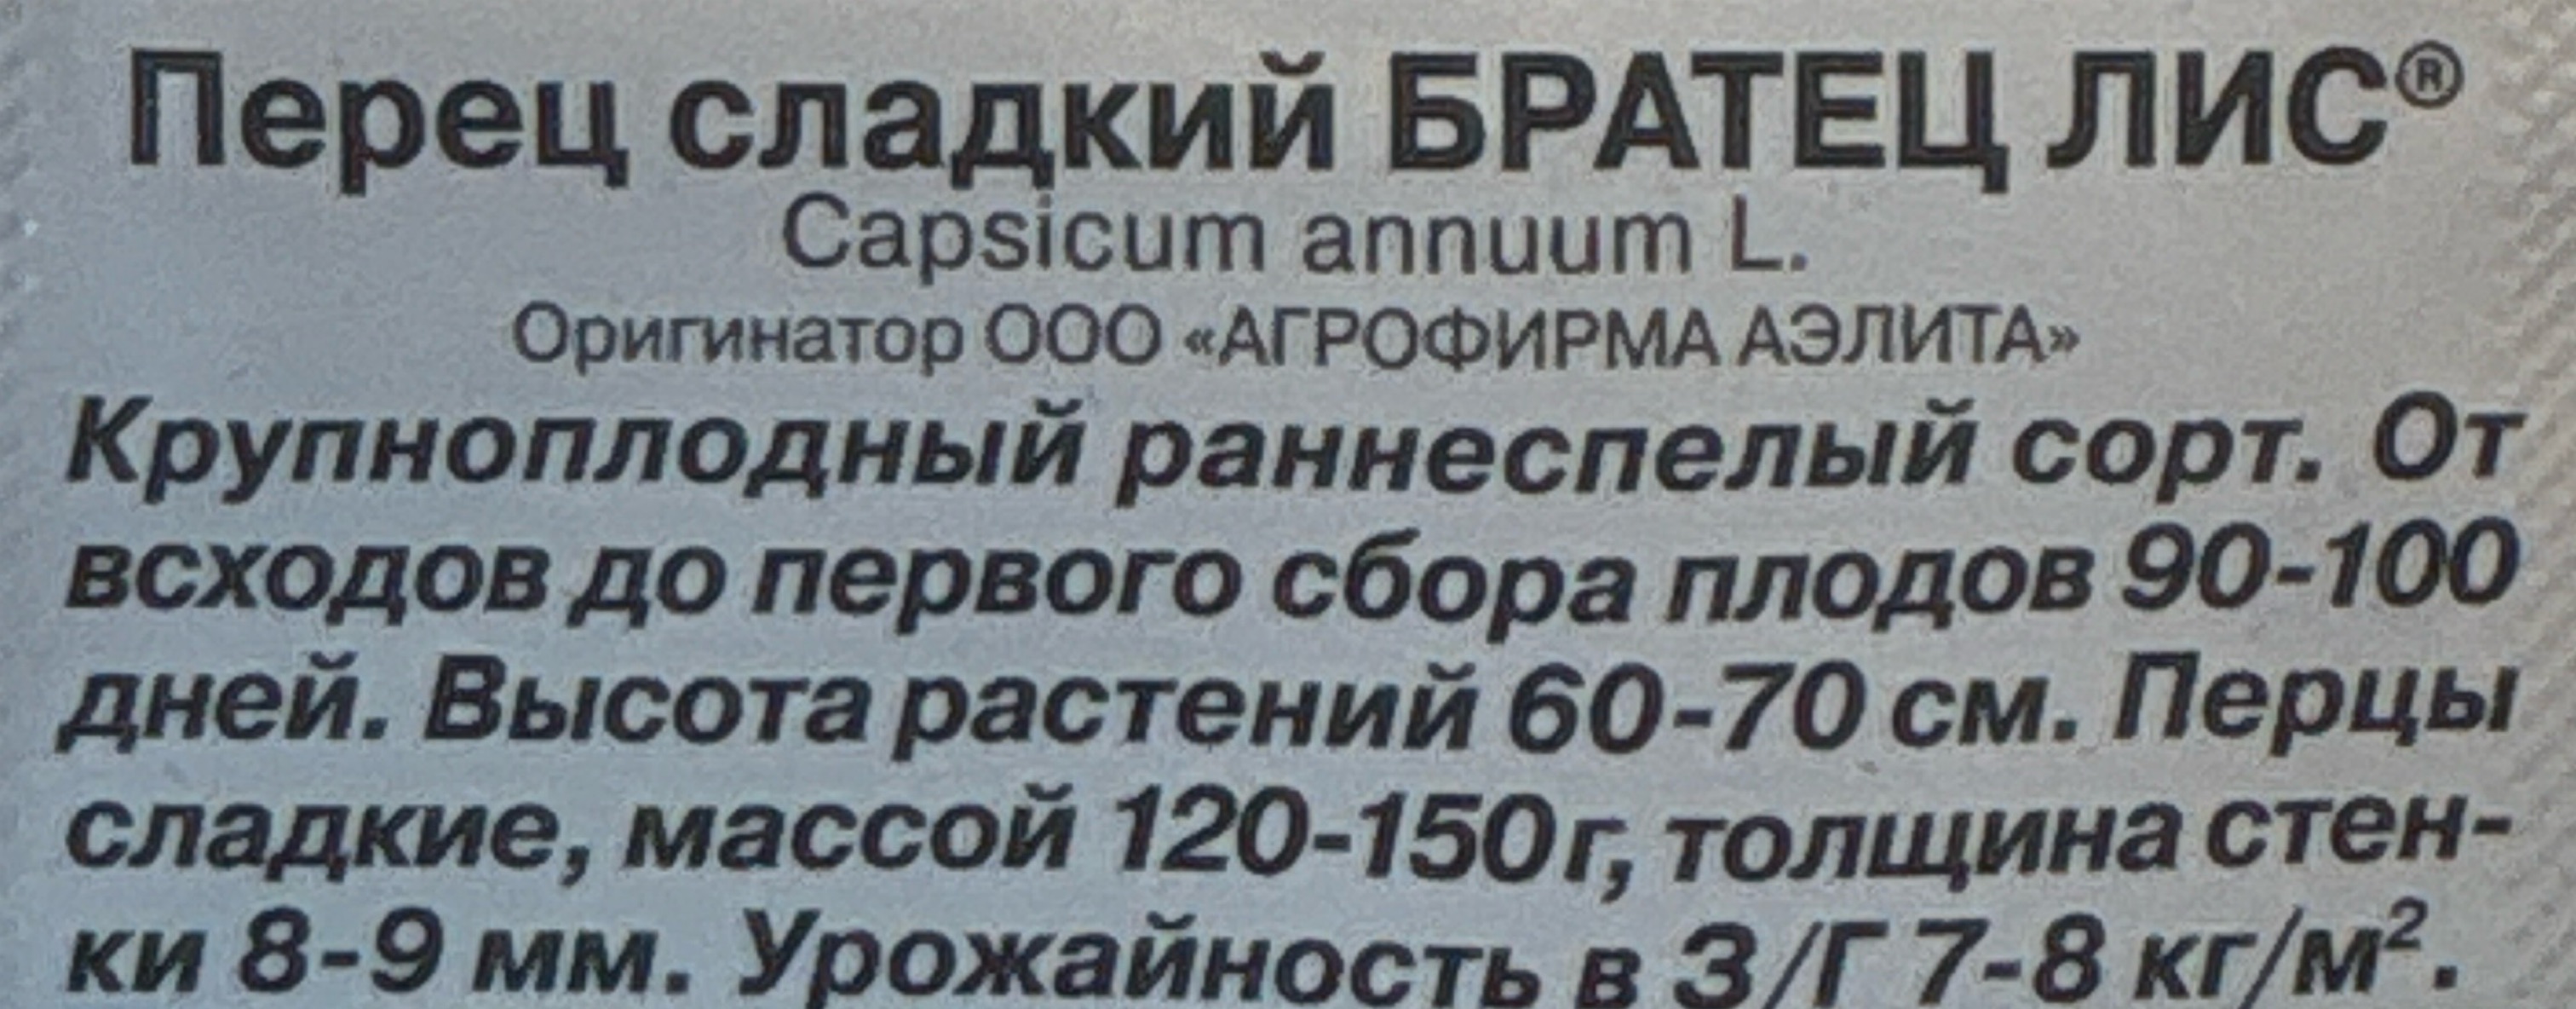 Перец сладкий БРАТЕЦ ЛИС®
Capsicum annuum L.
Оригинатор ООО «АГРОФИРМА АЭЛИТА»
Крупноплодный раннеспелый сорт. От
всходов до первого сбора плодов 90-100
дней. Высота растений 60-70 см. Перцы
сладкие, массой 120-150г, толщина стен-
ки 8-9 мм. Урожайность в З/Г 7-8 кг/м².